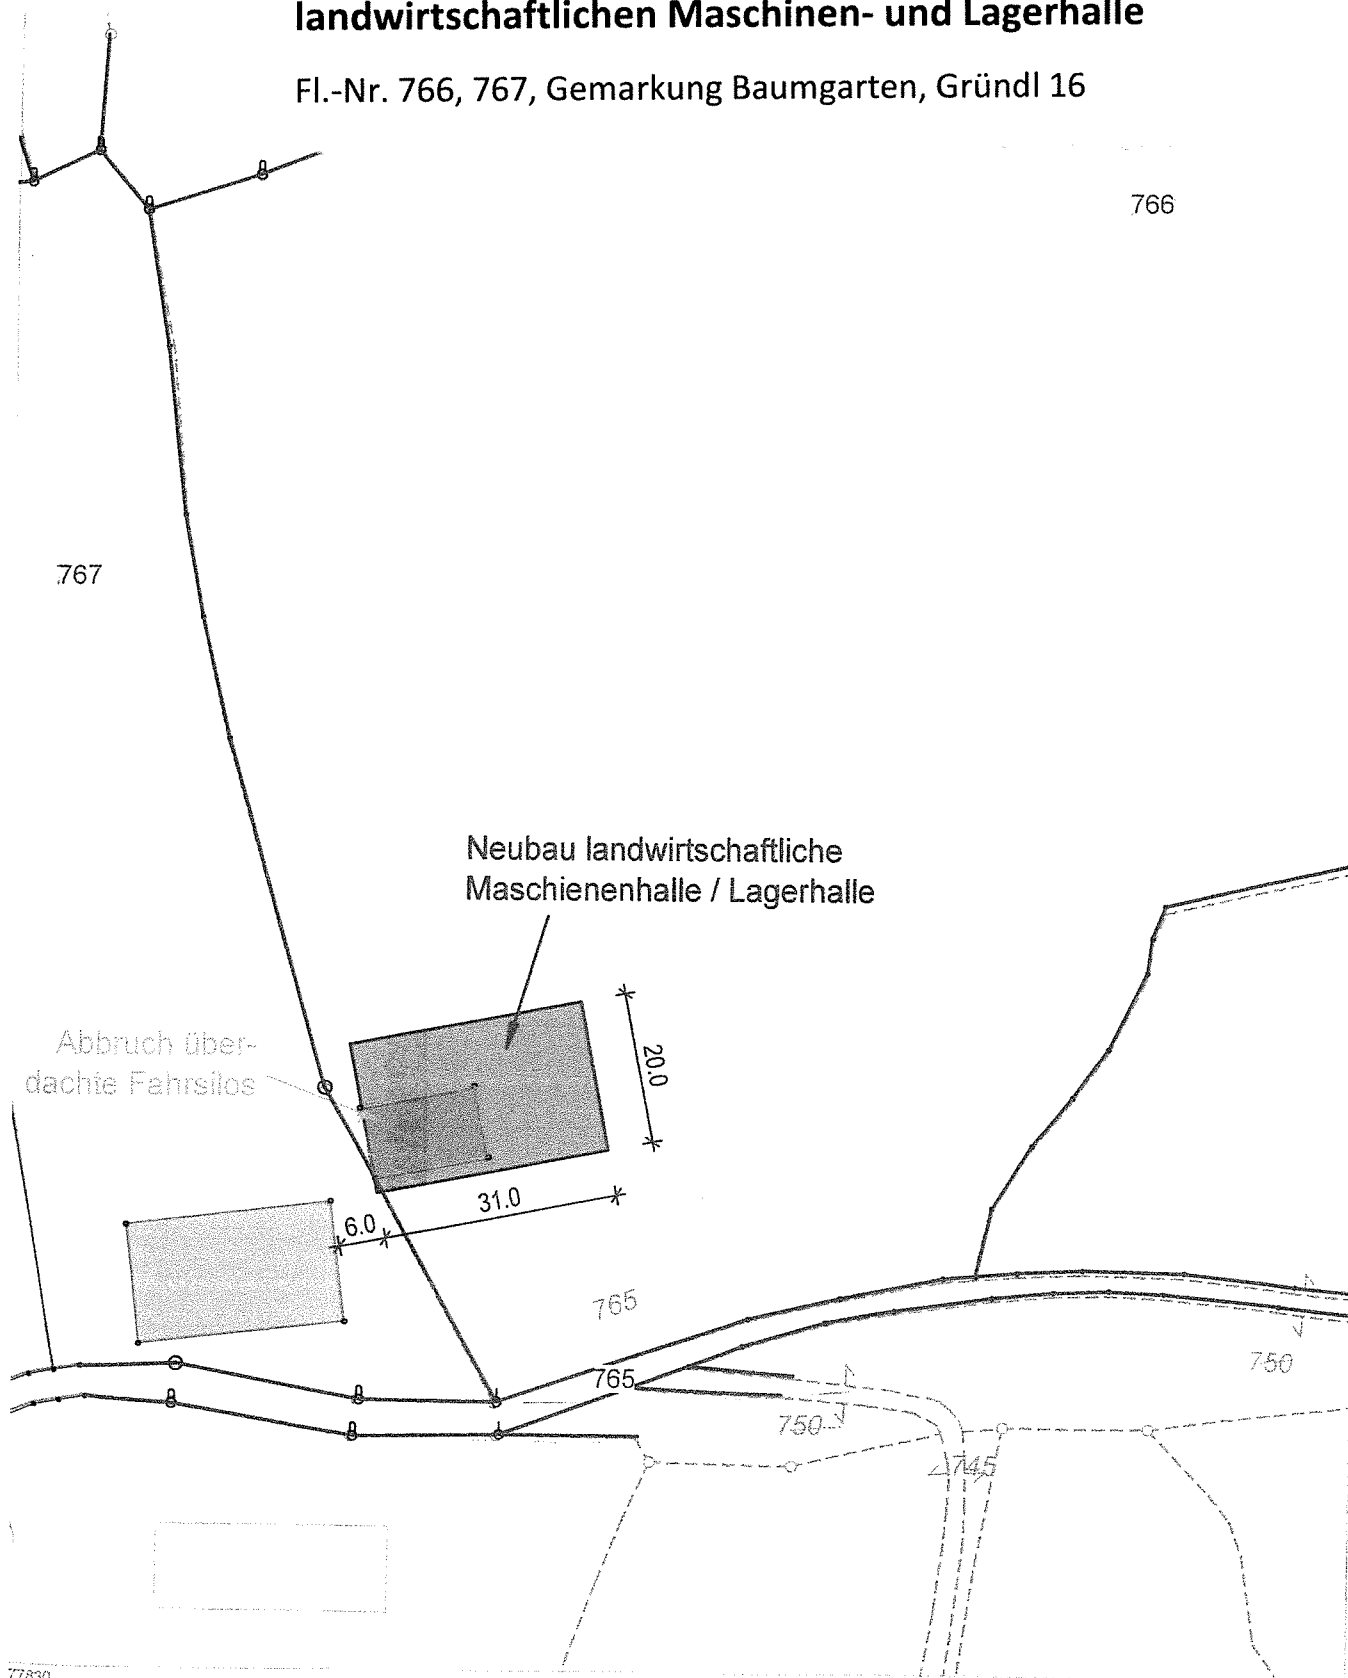 landwirtschaftlichen Maschinen- und Lagerhalle
Fl.-Nr. 766, 767, Gemarkung Baumgarten, Gründl 16
766
767
Neubau landwirtschaftliche
Maschienenhalle / Lagerhalle
Abbruch über-
dachte Fahrsilos
20.0
31.0
6.0
765
750
765
750
745
77830